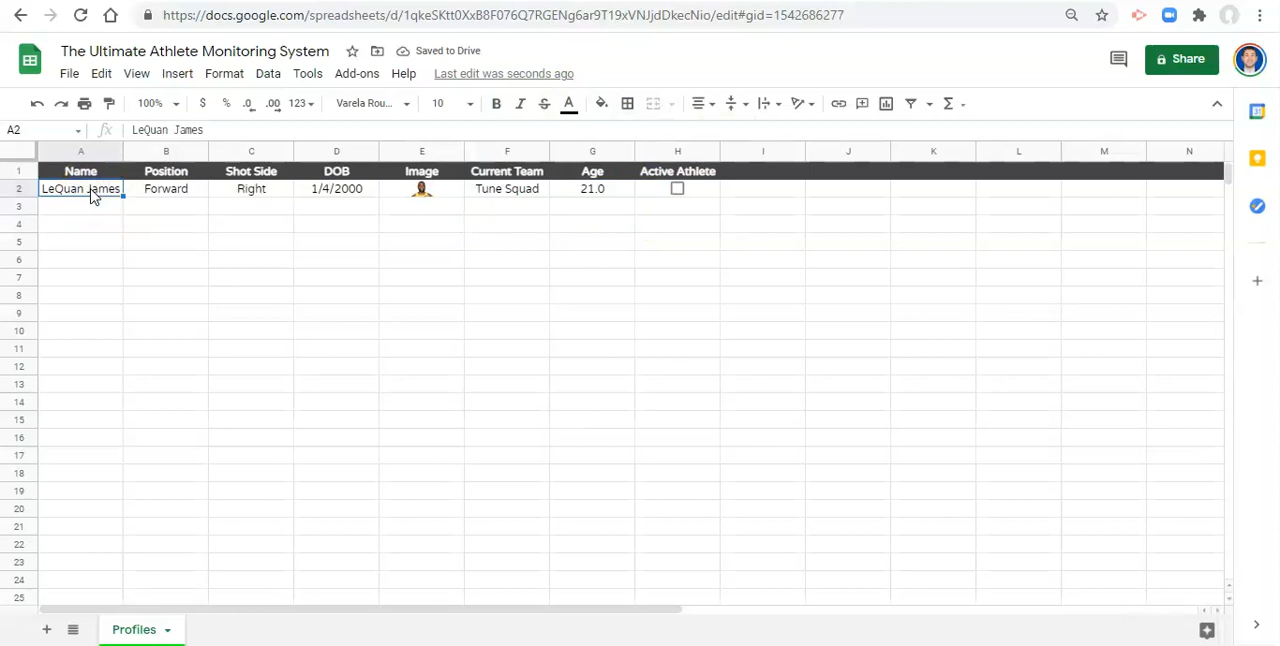 https://docs.google.com/spreadsheets/d/1qkeSKtt0XxB8F076Q7RGENg6ar9T19xVNJjdDkecNio/edit#gid=1542686277
The Ultimate Athlete Monitoring System Saved to Drive
File Edit View Insert Format Data Tools Add-ons Help Last edit was seconds ago
Share
100% $ % .0 .00 123 Varela Rou... 10 B I S A Σ
A2 fx LeQuan James
A B C D E F G H I J K L M N
1 Name Position Shot Side DOB Image Current Team Age Active Athlete
2 LeQuan James Forward Right 1/4/2000 Tune Squad 21.0
3
4
5
6
7
8
9
10
11
12
13
14
15
16
17
18
19
20
21
22
23
24
25
Profiles